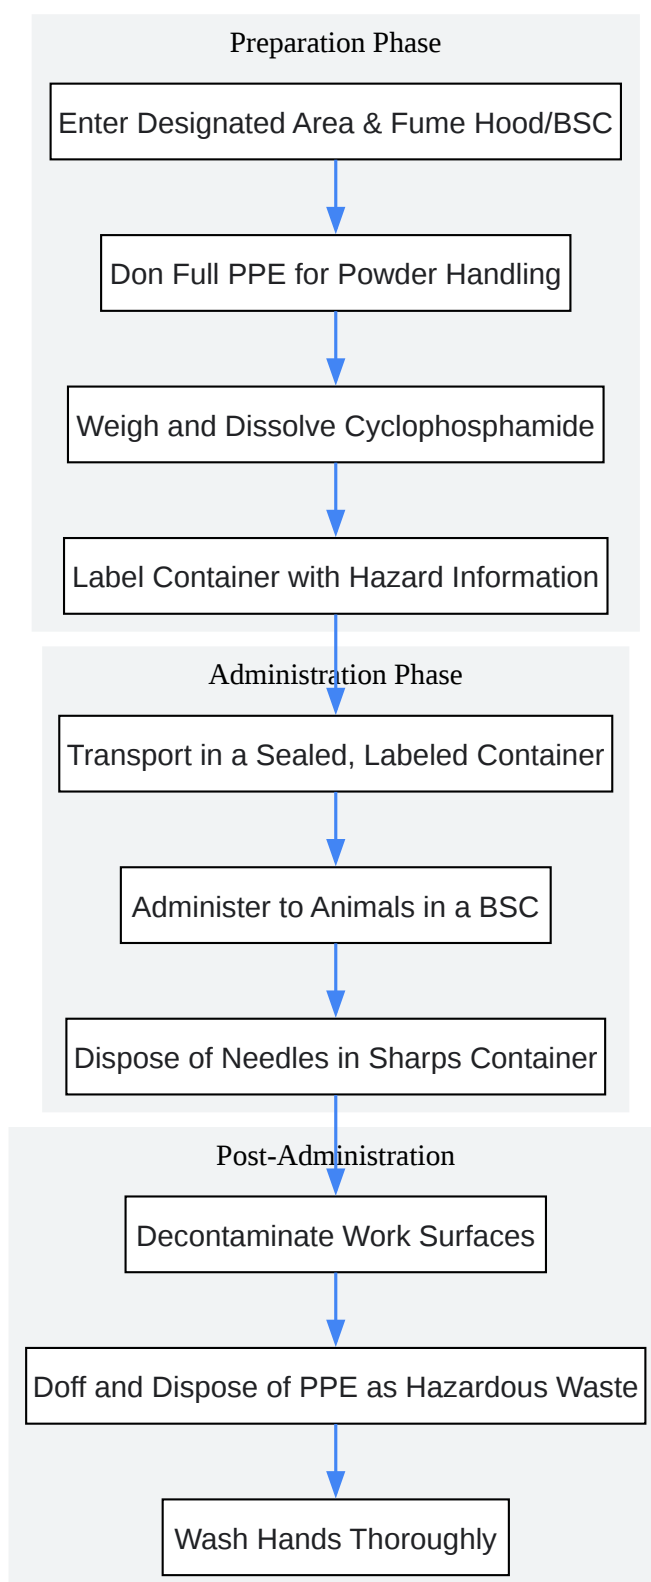 Preparation Phase
Enter Designated Area & Fume Hood/BSC
Don Full PPE for Powder Handling
Weigh and Dissolve Cyclophosphamide
Label Container with Hazard Information
Administration Phase
Transport in a Sealed, Labeled Container
Administer to Animals in a BSC
Dispose of Needles in Sharps Container
Post-Administration
Decontaminate Work Surfaces
Doff and Dispose of PPE as Hazardous Waste
Wash Hands Thoroughly